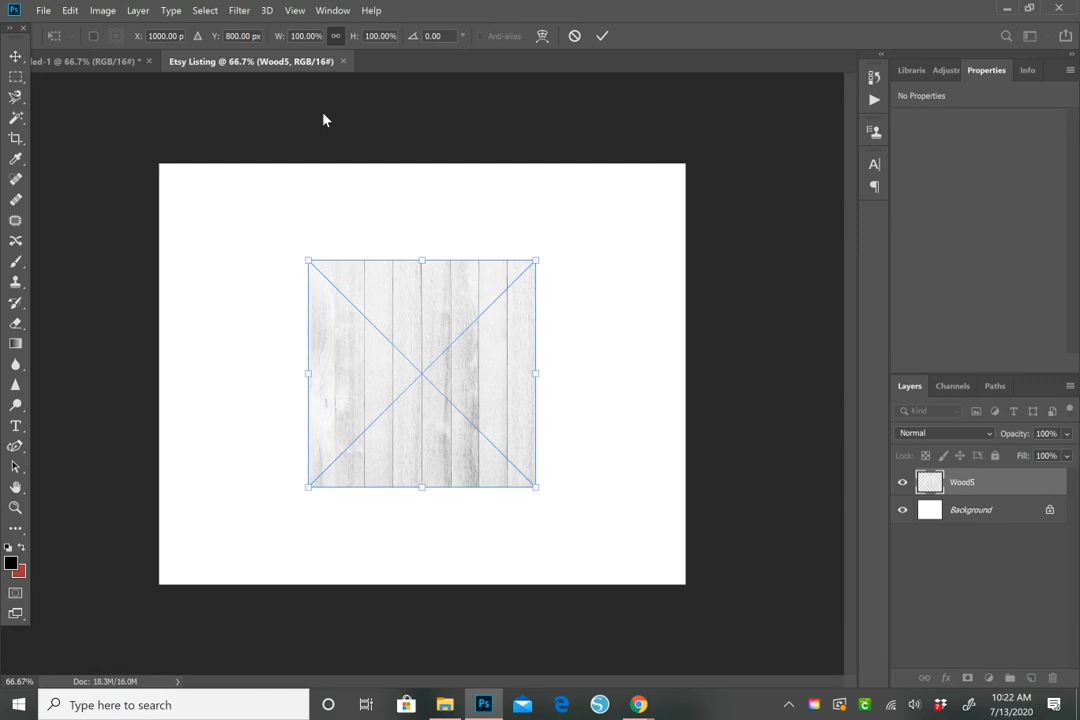 Ps File Edit Image Layer Type Select Filter 3D View Window Help
X: 1000.00 p Y: 800.00 px W: 100.00% H: 100.00% 0.00 ° Anti-alias
led-1 @ 66.7% (RGB/16#) * × Etsy Listing @ 66.7% (Wood5, RGB/16#) ×
Librarie Adjustr Properties Info
No Properties
Layers Channels Paths
Kind
Normal Opacity: 100%
Lock: Fill: 100%
Wood5
Background
66.67% Doc: 18.3M/16.0M
Type here to search
10:22 AM
7/13/2020